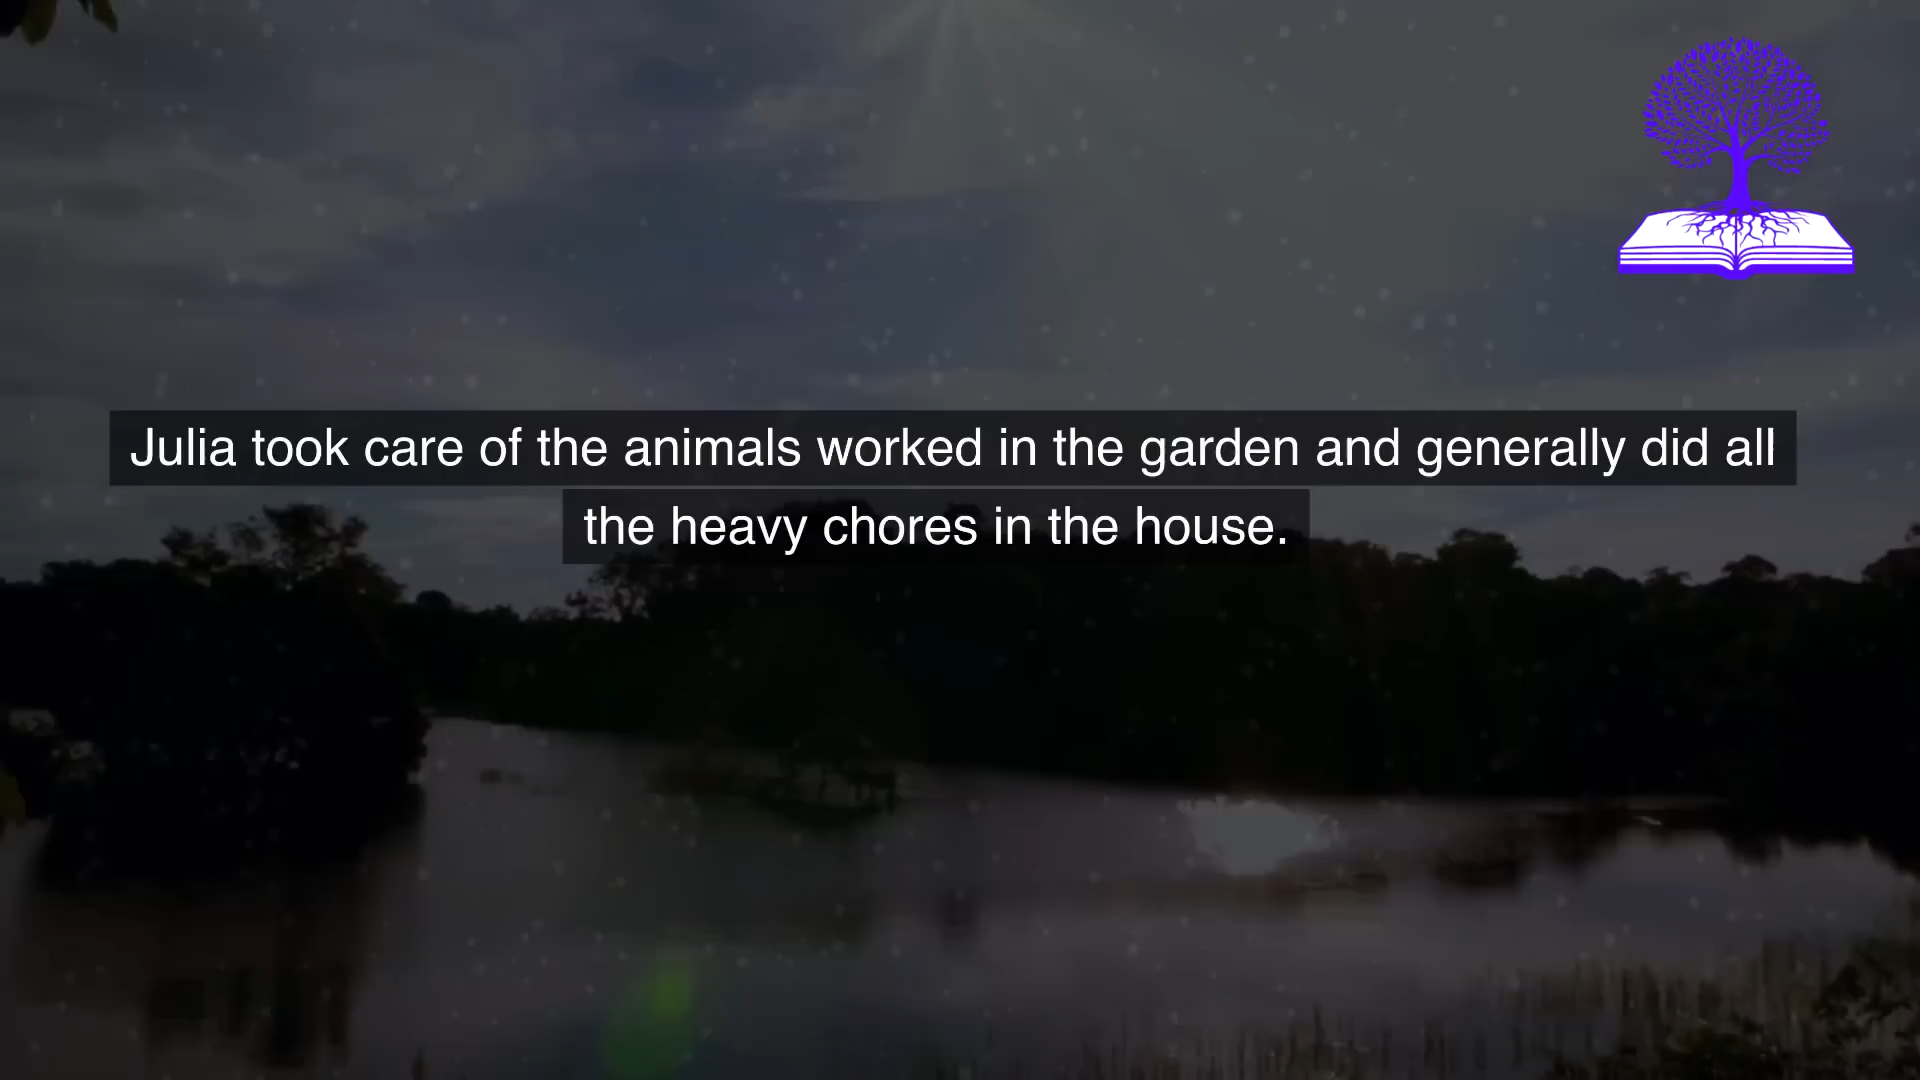 Julia took care of the animals worked in the garden and generally did all
the heavy chores in the house.